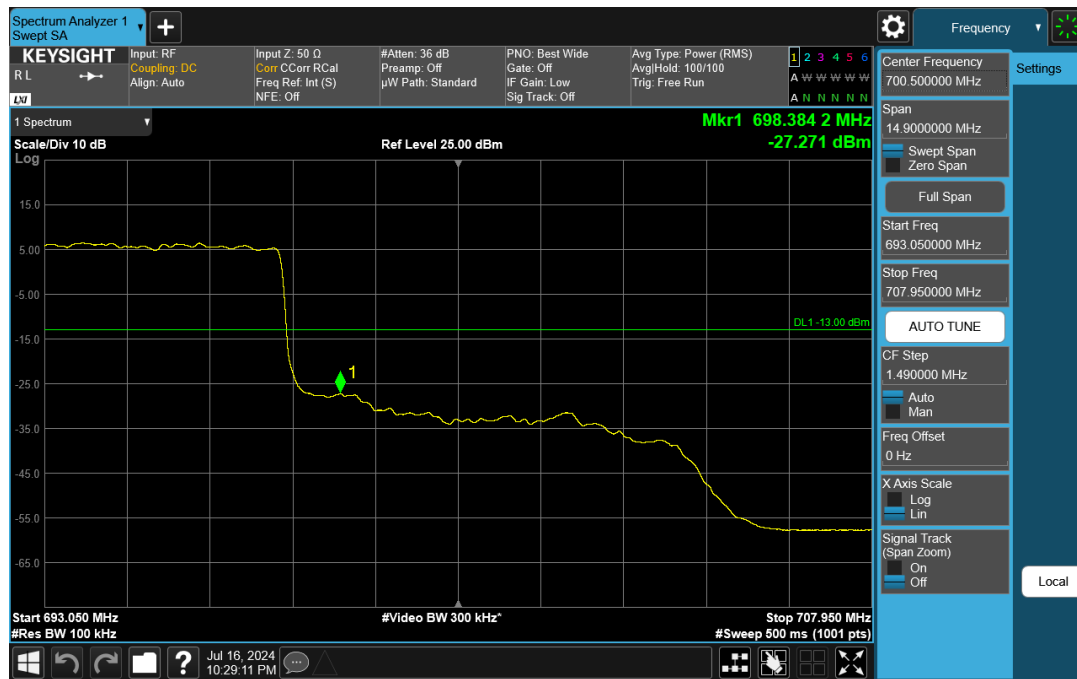 Spectrum Analyzer 1
Swept SA
Frequency
KEYSIGHT
R L
LXI
Input: RF
Coupling: DC
Align: Auto
Input Z: 50 Ω
Corr CCorr RCal
Freq Ref: Int (S)
NFE: Off
#Atten: 36 dB
Preamp: Off
µW Path: Standard
PNO: Best Wide
Gate: Off
IF Gain: Low
Sig Track: Off
Avg Type: Power (RMS)
Avg|Hold: 100/100
Trig: Free Run
1 2 3 4 5 6
A W W W W W
A N N N N N
1 Spectrum
Scale/Div 10 dB
Log
Ref Level 25.00 dBm
Mkr1 698.384 2 MHz
-27.271 dBm
15.0
5.00
-5.00
-15.0
-25.0
-35.0
-45.0
-55.0
-65.0
DL1 -13.00 dBm
1
Start 693.050 MHz
#Res BW 100 kHz
#Video BW 300 kHz*
Stop 707.950 MHz
#Sweep 500 ms (1001 pts)
Jul 16, 2024
10:29:11 PM
?
Center Frequency
700.500000 MHz
Span
14.9000000 MHz
Swept Span
Zero Span
Full Span
Start Freq
693.050000 MHz
Stop Freq
707.950000 MHz
AUTO TUNE
CF Step
1.490000 MHz
Auto
Man
Freq Offset
0 Hz
X Axis Scale
Log
Lin
Signal Track
(Span Zoom)
On
Off
Settings
Local